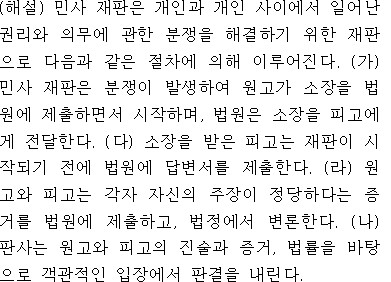 (해설) 민사 재판은 개인과 개인 사이에서 일어난
권리와 의무에 관한 분쟁을 해결하기 위한 재판
으로 다음과 같은 절차에 의해 이루어진다. (가)
민사 재판은 분쟁이 발생하여 원고가 소장을 법
원에 제출하면서 시작하며, 법원은 소장을 피고에
게 전달한다. (다) 소장을 받은 피고는 재판이 시
작되기 전에 법원에 답변서를 제출한다. (라) 원
고와 피고는 각자 자신의 주장이 정당하다는 증
거를 법원에 제출하고, 법정에서 변론한다. (나)
판사는 원고와 피고의 진술과 증거, 법률을 바탕
으로 객관적인 입장에서 판결을 내린다.